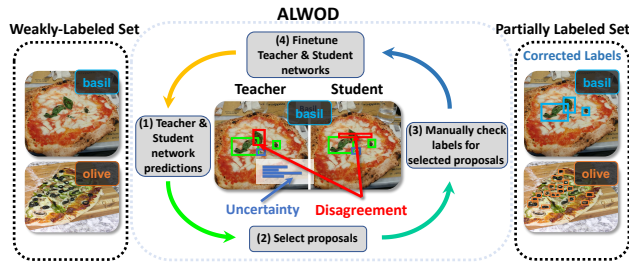 ALWOD
Weakly-Labeled Set
basil
olive
(4) Finetune
Teacher & Student
networks
Teacher
Student
basil
(1) Teacher &
Student
network
predictions
(3) Manually check
labels for
selected proposals
Uncertainty
Disagreement
(2) Select proposals
Partially Labeled Set
Corrected Labels
basil
olive